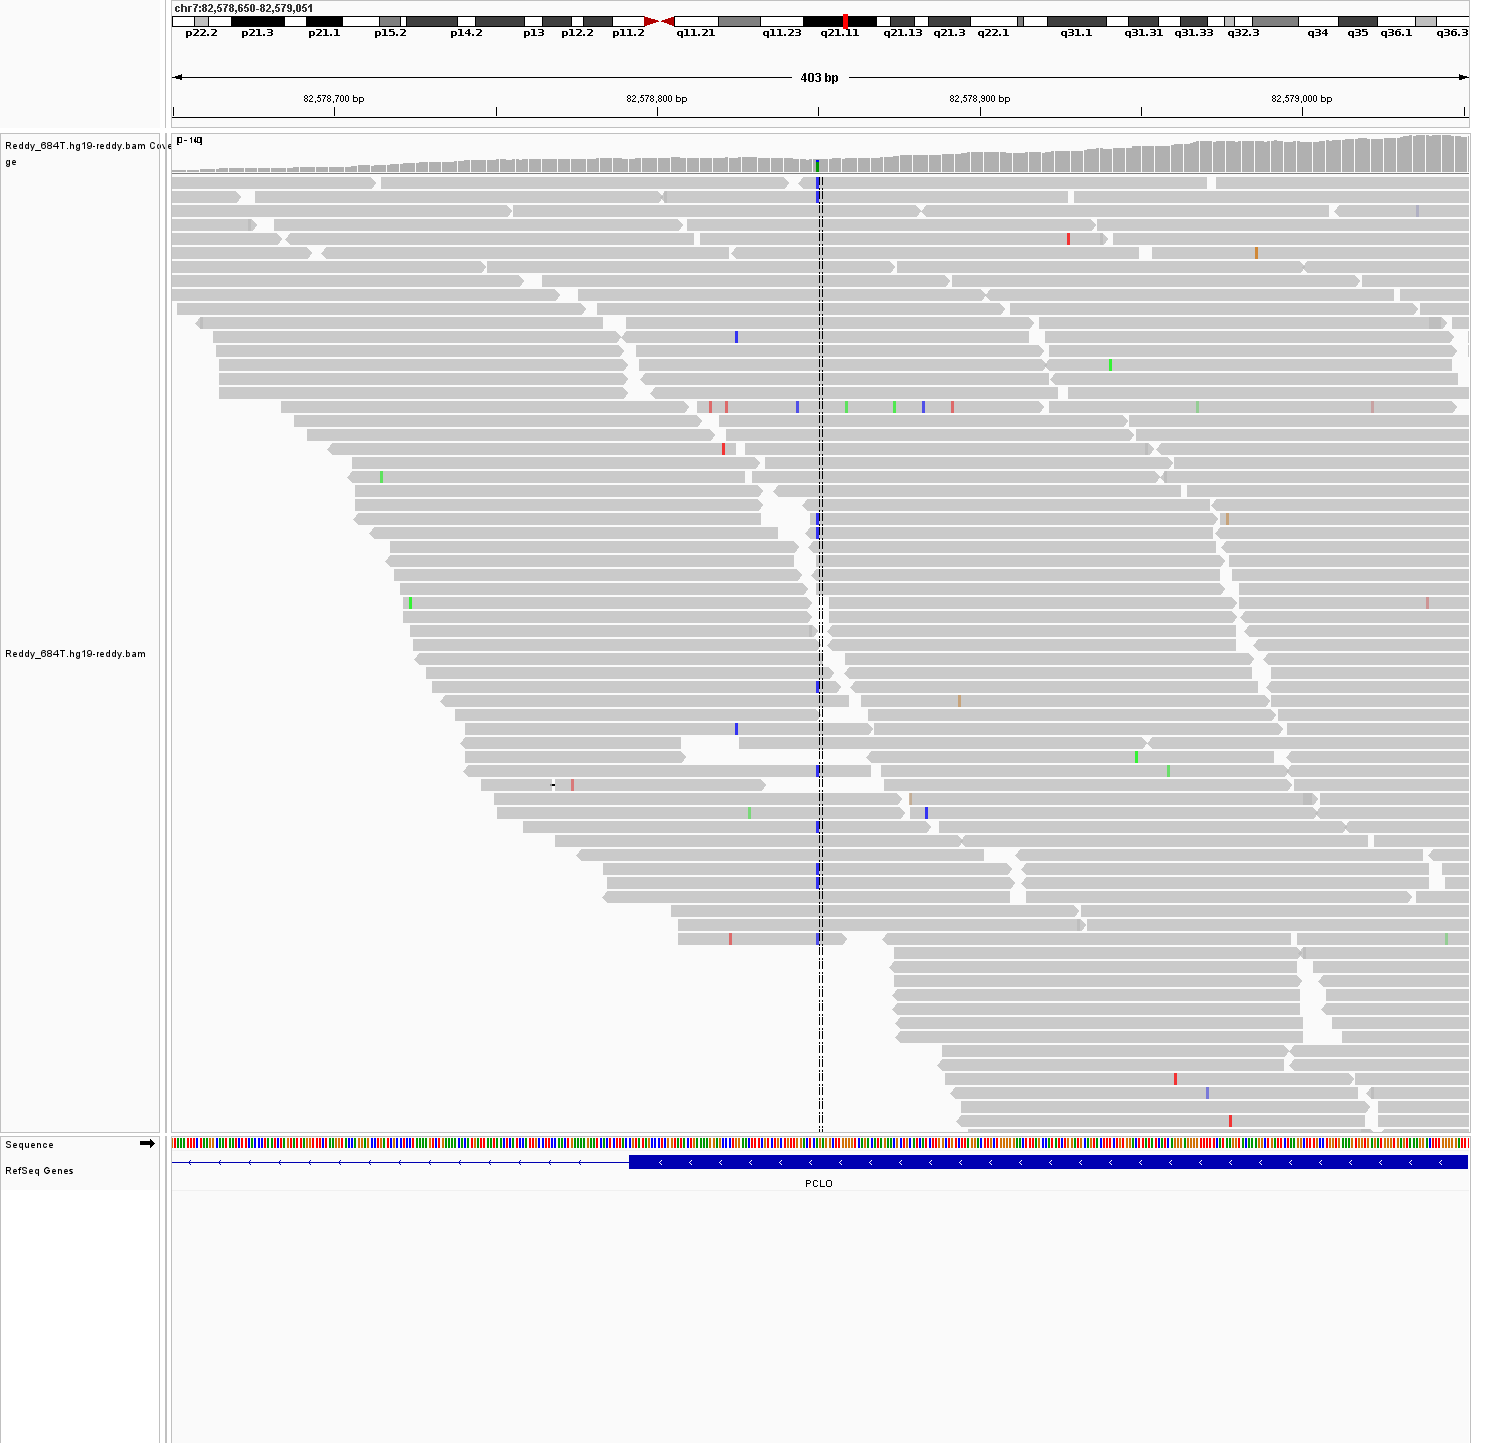 chr7:82,578,650-82,579,051
p22.2 p21.3 p21.1 p15.2 p14.2 p13 p12.2 p11.2 q11.21 q11.23 q21.11 q21.13 q21.3 q22.1 q31.1 q31.31 q31.33 q32.3 q34 q35 q36.1 q36.3
403 bp
82,578,700 bp 82,578,800 bp 82,578,900 bp 82,579,000 bp
[0 - 140]
Reddy_684T.hg19-reddy.bam Cove
ge
Reddy_684T.hg19-reddy.bam
Sequence
RefSeq Genes
PCLO